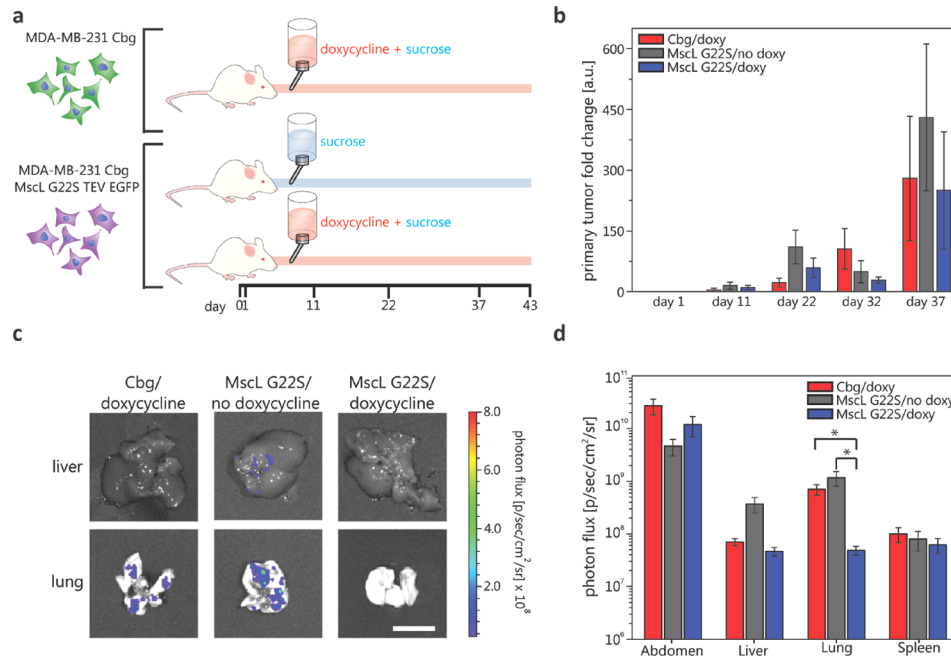 a
MDA-MB-231 Cbg
doxycycline + sucrose
sucrose
MDA-MB-231 Cbg
MscL G22S TEV EGFP
doxycycline + sucrose
day 01 11 22 37 43
b
primary tumor fold change [a.u.]
600
450
300
150
0
Cbg/doxy
MscL G22S/no doxy
MscL G22S/doxy
day 1 day 11 day 22 day 32 day 37
c
Cbg/
doxycycline
MscL G22S/
no doxycycline
MscL G22S/
doxycycline
liver
lung
8.0
6.0
4.0
2.0
photon flux [p/sec/cm²/sr] x 10⁸
d
photon flux [p/sec/cm²/sr]
10¹¹
10¹⁰
10⁹
10⁸
10⁷
10⁶
Cbg/doxy
MscL G22S/no doxy
MscL G22S/doxy
*
*
Abdomen Liver Lung Spleen